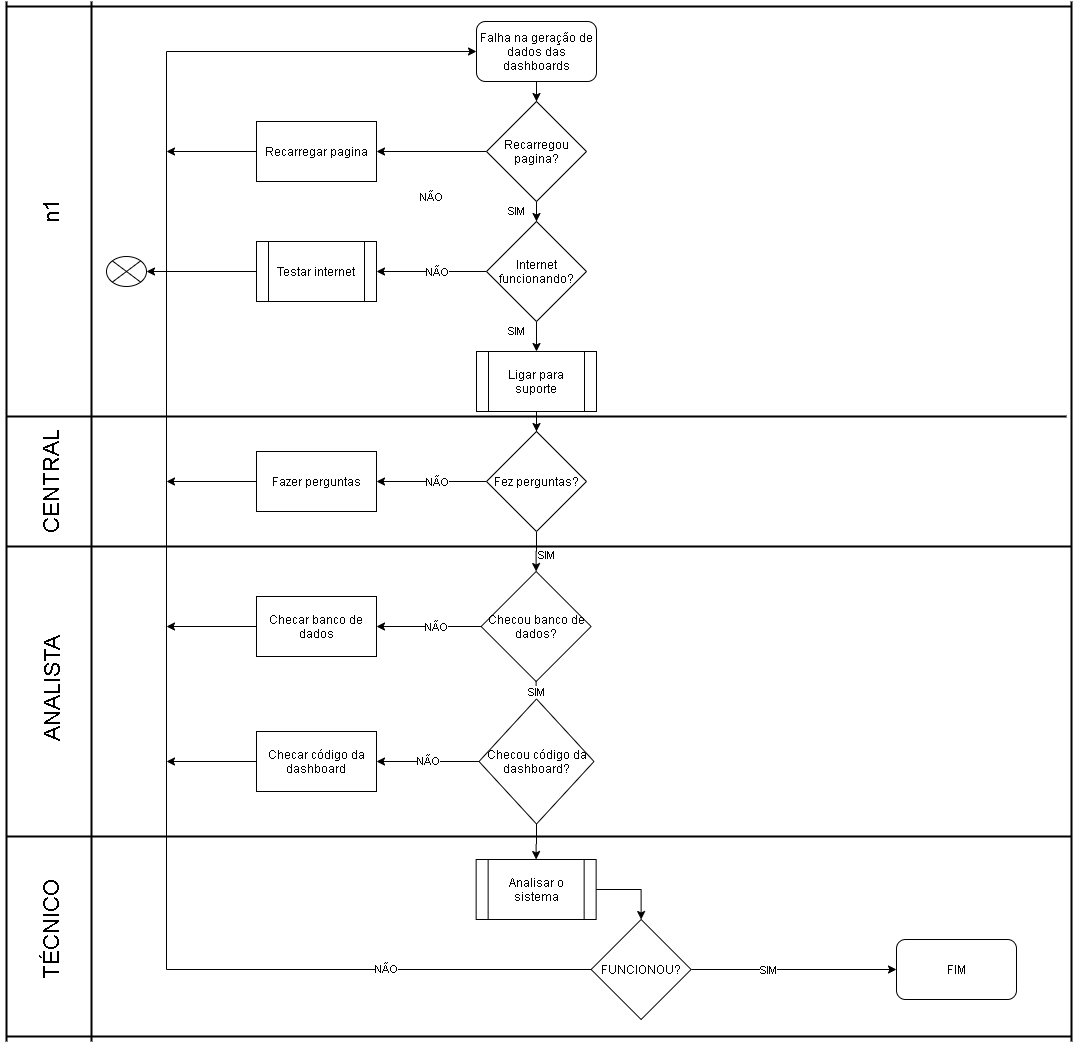 n1
Falha na geração de
dados das
dashboards
Recarregou
pagina?
Recarregar pagina
NÃO
SIM
Internet
funcionando?
NÃO
Testar internet
SIM
Ligar para
suporte
CENTRAL
Fez perguntas?
NÃO
Fazer perguntas
SIM
ANALISTA
Checou banco de
dados?
NÃO
Checar banco de
dados
SIM
Checou código da
dashboard?
NÃO
Checar código da
dashboard
TÉCNICO
Analisar o
sistema
FUNCIONOU?
NÃO
SIM
FIM